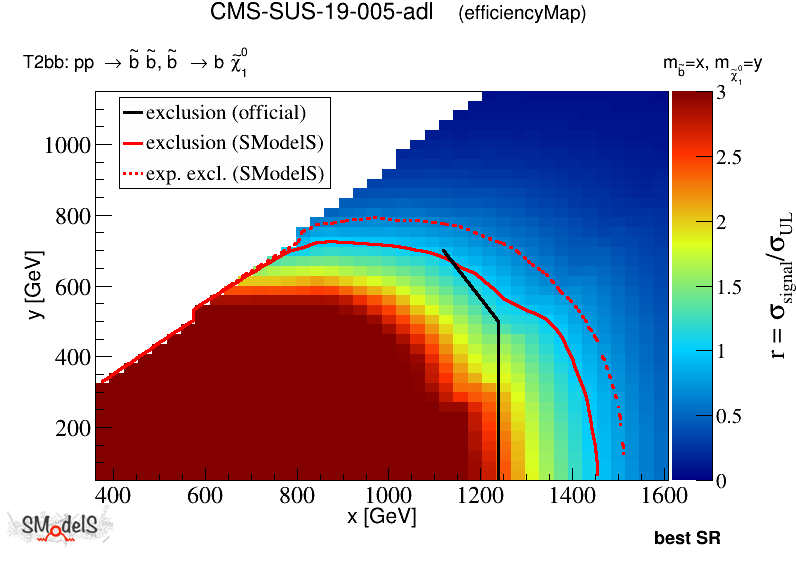 CMS-SUS-19-005-adl (efficiencyMap)
T2bb: pp → b̃ b̃, b̃ → b χ̃₁⁰
m_b̃=x, m_χ̃₁⁰=y
exclusion (official)
exclusion (SModelS)
exp. excl. (SModelS)
y [GeV]
1000
800
600
400
200
400 600 800 1000 1200 1400 1600
x [GeV]
3
2.5
2
1.5
1
0.5
0
r = σ_signal/σ_UL
SModelS
best SR